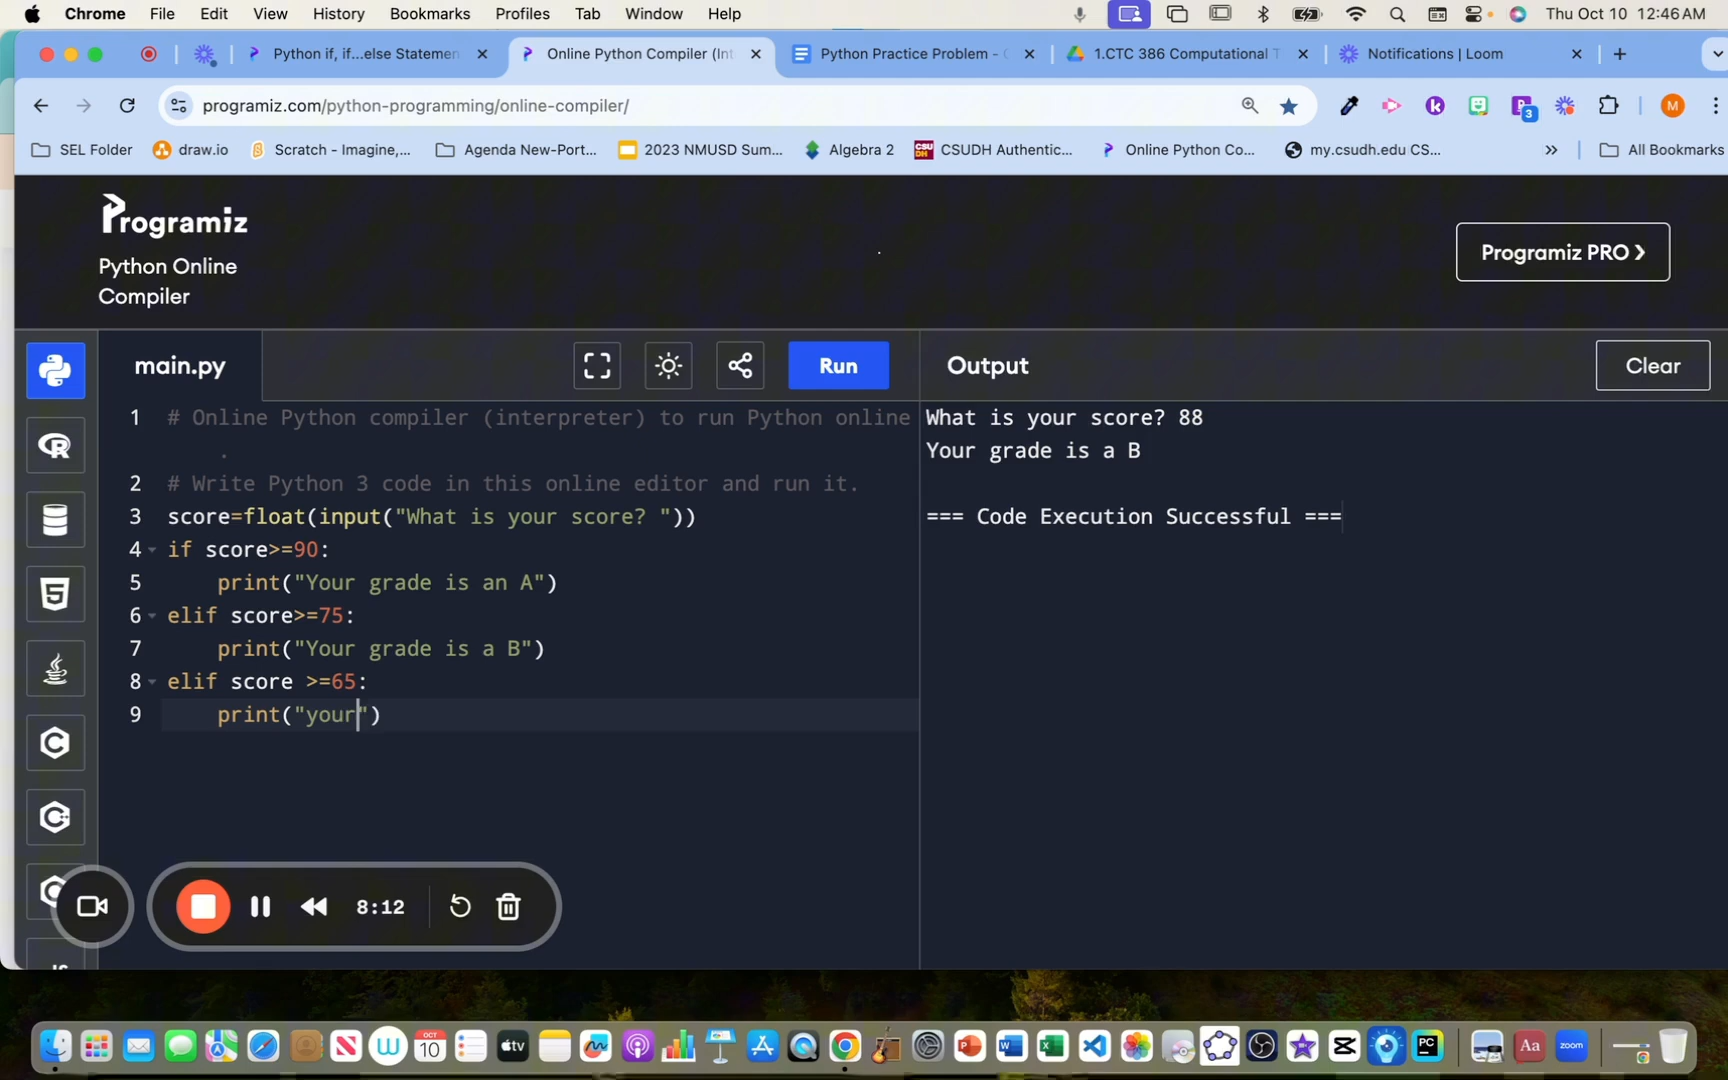 Chrome File Edit View History Bookmarks Profiles Tab Window Help Thu Oct 10 12:46 AM
Python if, if...else Statemen Online Python Compiler (Int Python Practice Problem - 1.CTC 386 Computational T Notifications | Loom
programiz.com/python-programming/online-compiler/ 3 M
SEL Folder draw.io Scratch - Imagine,... Agenda New-Port... 2023 NMUSD Sum... Algebra 2 CSUDH Authentic... Online Python Co... my.csudh.edu CS... » All Bookmarks
Programiz
Python Online
Compiler
Programiz PRO
main.py Run Output Clear
1 # Online Python compiler (interpreter) to run Python online
.
2 # Write Python 3 code in this online editor and run it.
3 score=float(input("What is your score? "))
4 if score>=90:
5 print("Your grade is an A")
6 elif score>=75:
7 print("Your grade is a B")
8 elif score >=65:
9 print("your")
What is your score? 88
Your grade is a B
=== Code Execution Successful ===
8:12
OCT
10
tv
PC
Aa
zoom